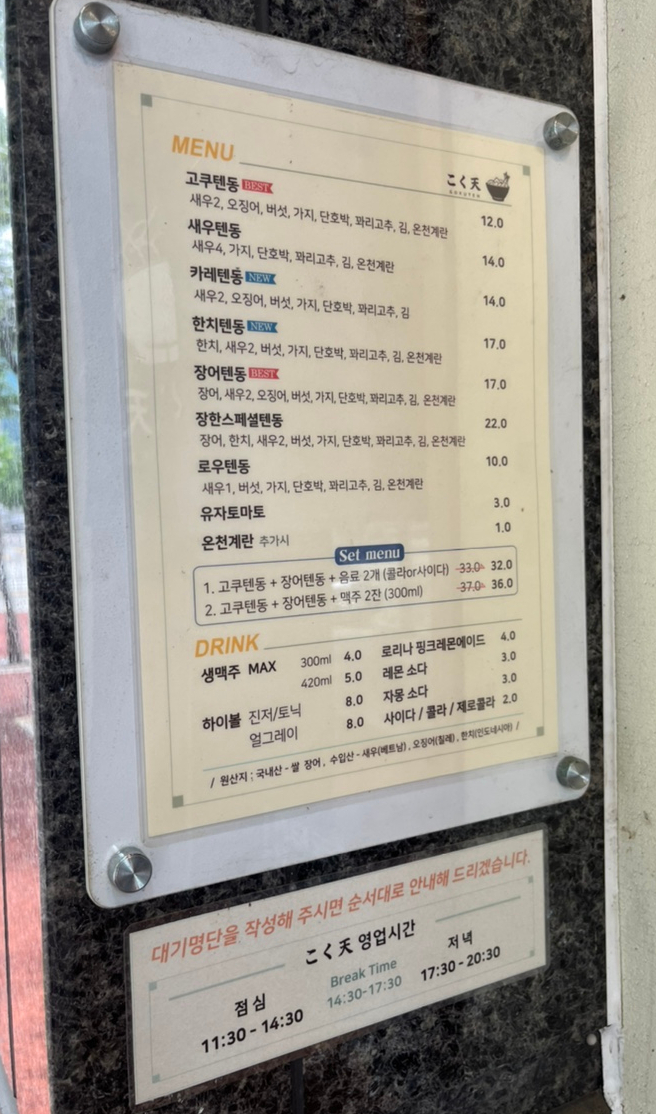 MENU
こく天
고쿠텐동 BEST
새우2, 오징어, 버섯, 가지, 단호박, 꽈리고추, 김, 온천계란 12.0
새우텐동
새우4, 가지, 단호박, 꽈리고추, 김, 온천계란 14.0
카레텐동 NEW
새우2, 오징어, 버섯, 가지, 단호박, 꽈리고추, 김 14.0
한치텐동 NEW
한치, 새우2, 버섯, 가지, 단호박, 꽈리고추, 김, 온천계란 17.0
장어텐동 BEST
장어, 새우2, 오징어, 버섯, 가지, 단호박, 꽈리고추, 김, 온천계란 17.0
장한스페셜텐동 22.0
장어, 한치, 새우2, 버섯, 가지, 단호박, 꽈리고추, 김, 온천계란
로우텐동 10.0
새우1, 버섯, 가지, 단호박, 꽈리고추, 김, 온천계란
유자토마토 3.0
온천계란 추가시 1.0
Set menu
1. 고쿠텐동 + 장어텐동 + 음료 2개 (콜라or사이다) 33.0 32.0
2. 고쿠텐동 + 장어텐동 + 맥주 2잔 (300ml) 37.0 36.0
DRINK
생맥주 MAX 300ml 4.0
420ml 5.0
하이볼 진저/토닉 8.0
얼그레이 8.0
로리나 핑크레몬에이드 4.0
레몬 소다 3.0
자몽 소다 3.0
사이다 / 콜라 / 제로콜라 2.0
/ 원산지 ; 국내산 - 쌀 장어 , 수입산 - 새우(베트남) , 오징어(칠레) , 한치(인도네시아) /
대기명단을 작성해 주시면 순서대로 안내해 드리겠습니다.
こく天 영업시간
점심
11:30 - 14:30
Break Time
14:30-17:30
저녁
17:30 - 20:30